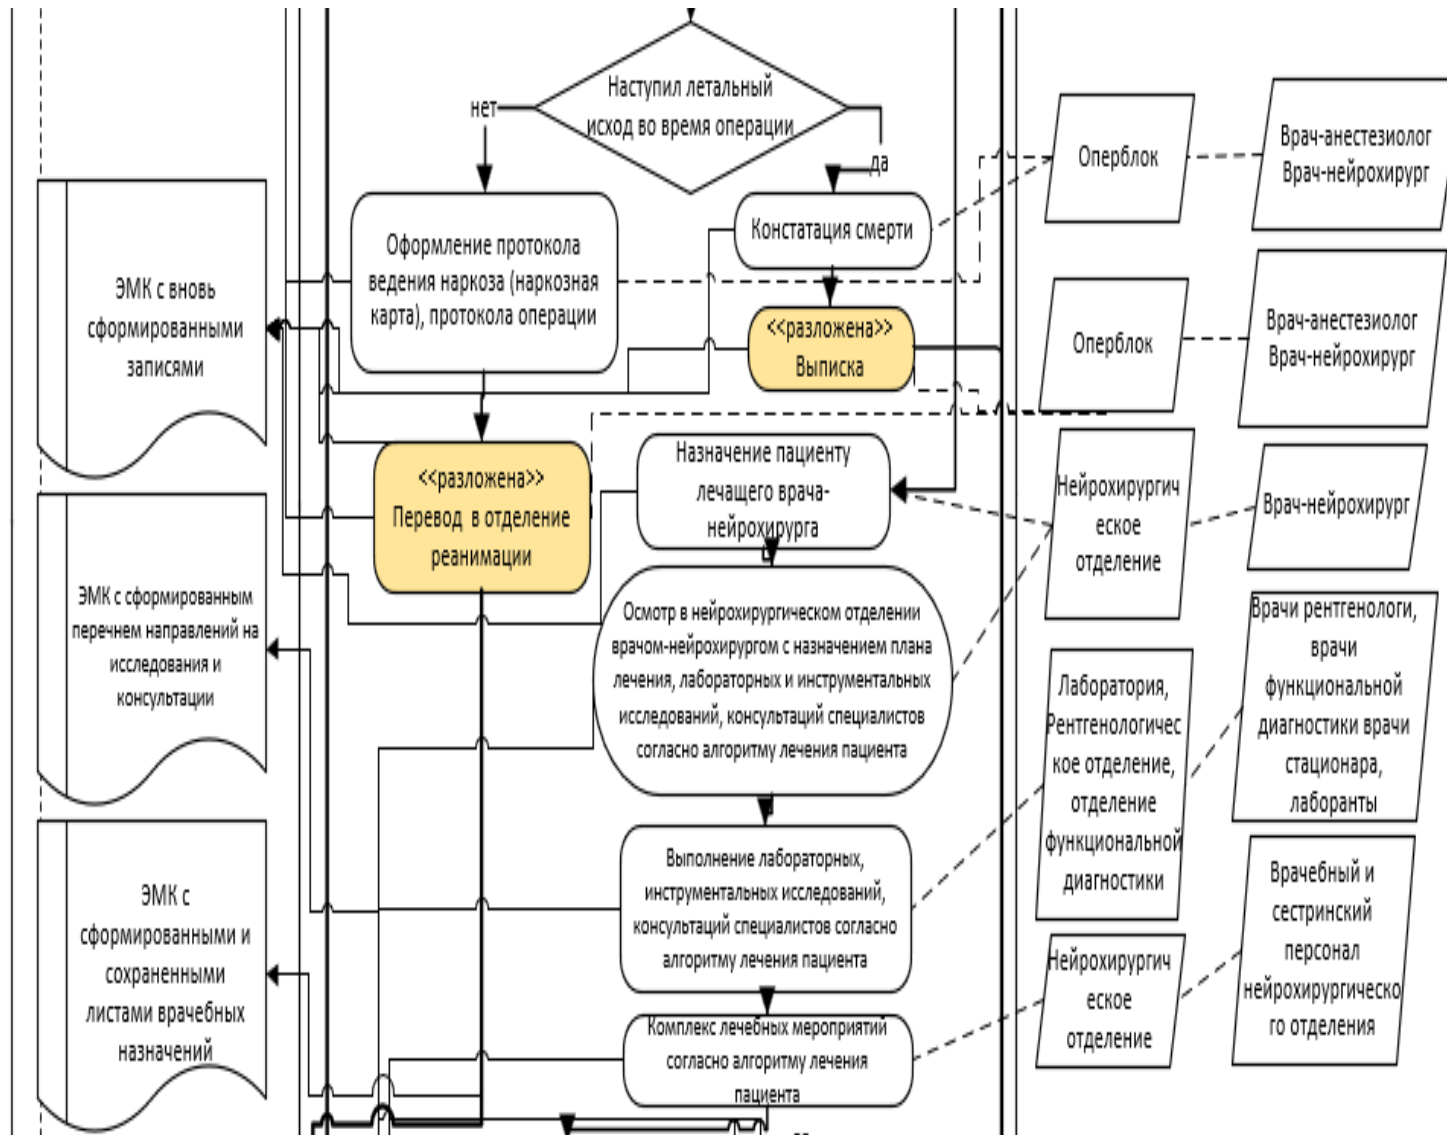 Наступил летальный
исход во время операции
нет
да
Оформление протокола
ведения наркоза (наркозная
карта), протокола операции
Констатация смерти
<<разложена>>
Выписка
<<разложена>>
Перевод в отделение
реанимации
Назначение пациенту
лечащего врача-
нейрохирурга
Осмотр в нейрохирургическом отделении
врачом-нейрохирургом с назначением плана
лечения, лабораторных и инструментальных
исследований, консультаций специалистов
согласно алгоритму лечения пациента
Выполнение лабораторных,
инструментальных исследований,
консультаций специалистов согласно
алгоритму лечения пациента
Комплекс лечебных мероприятий
согласно алгоритму лечения
пациента
ЭМК с вновь
сформированными
записями
ЭМК с сформированным
перечнем направлений на
исследования и
консультации
ЭМК с
сформированными и
сохраненными
листами врачебных
назначений
Оперблок
Врач-анестезиолог
Врач-нейрохирург
Оперблок
Врач-анестезиолог
Врач-нейрохирург
Нейрохирургич
еское
отделение
Врач-нейрохирург
Лаборатория,
Рентгенологичес
кое отделение,
отделение
функциональной
диагностики
Врачи рентгенологи,
врачи
функциональной
диагностики врачи
стационара,
лаборанты
Нейрохирургич
еское
отделение
Врачебный и
сестринский
персонал
нейрохирургическо
го отделения